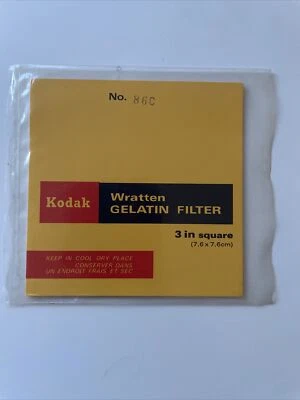 No. 86C
Kodak
Wratten
GELATIN FILTER
3 in square
(7.6 x 7.6cm)
KEEP IN COOL DRY PLACE
CONSERVER DANS
UN ENDROIT FRAIS ET SEC